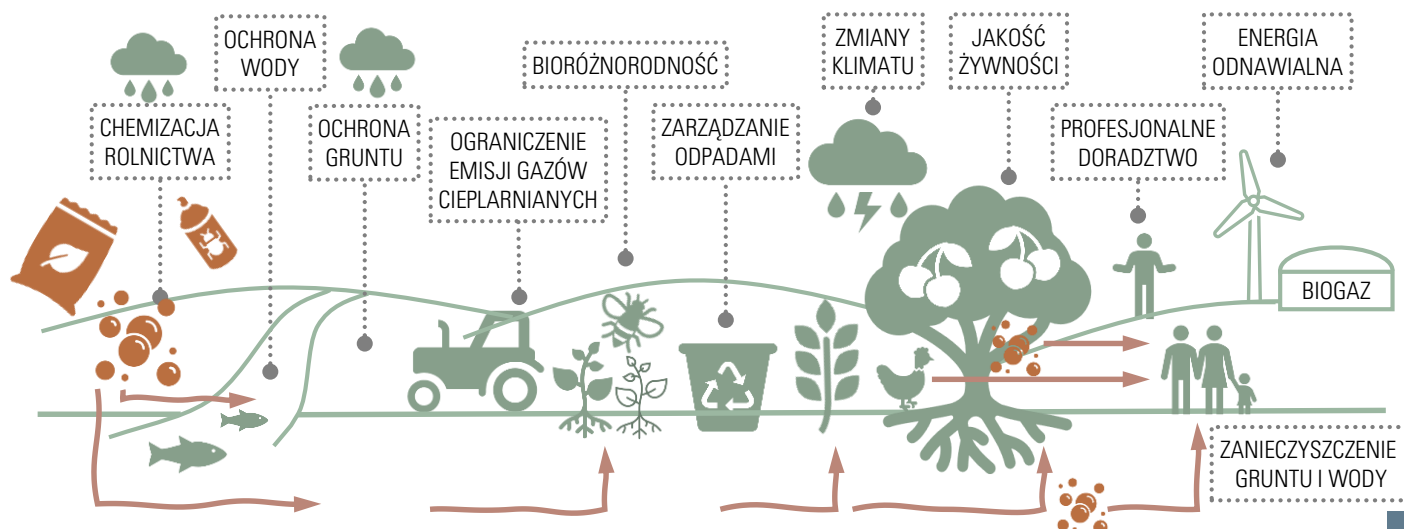 OCHRONA
WODY
BIORÓŻNORODNOŚĆ
ZMIANY
KLIMATU
JAKOŚĆ
ŻYWNOŚCI
ENERGIA
ODNAWIALNA
CHEMIZACJA
ROLNICTWA
OCHRONA
GRUNTU
OGRANICZENIE
EMISJI GAZÓW
CIEPLARNIANYCH
ZARZĄDZANIE
ODPADAMI
PROFESJONALNE
DORADZTWO
BIOGAZ
ZANIECZYSZCZENIE
GRUNTU I WODY